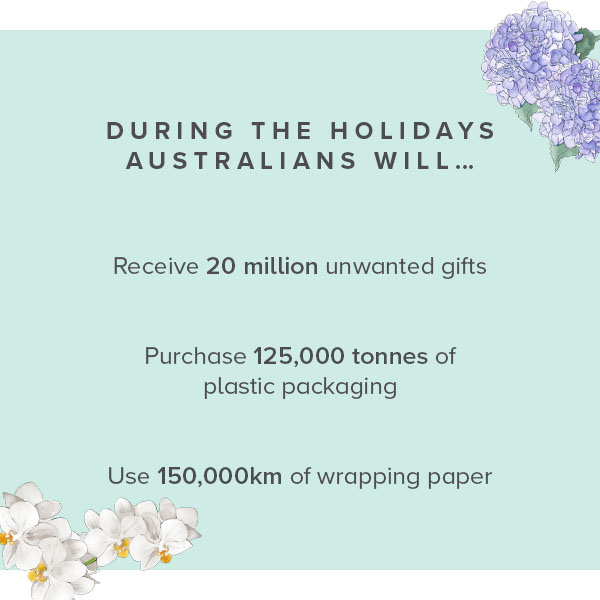 DURING THE HOLIDAYS
AUSTRALIANS WILL…
Receive 20 million unwanted gifts
Purchase 125,000 tonnes of
plastic packaging
Use 150,000km of wrapping paper